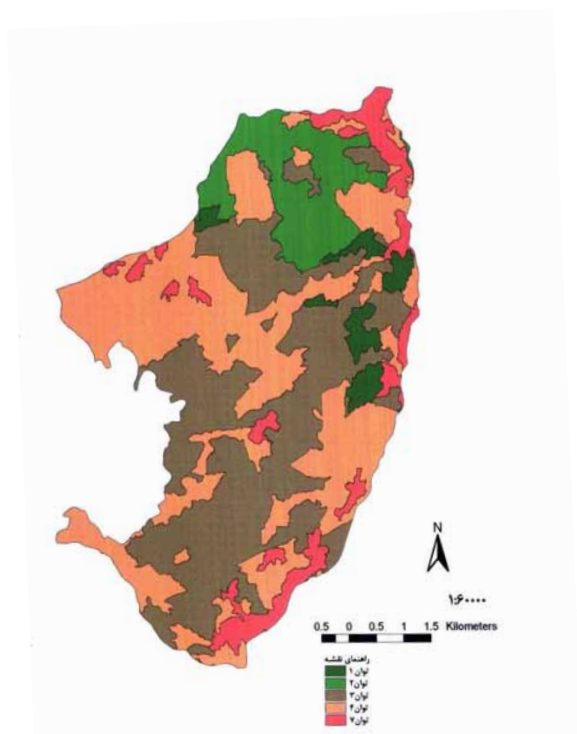 N
۱:۶۰۰۰۰
0.5 0 0.5 1 1.5 Kilometers
راهنمای نقشه
توان ۱
توان ۲
توان ۳
توان ۴
توان ۷